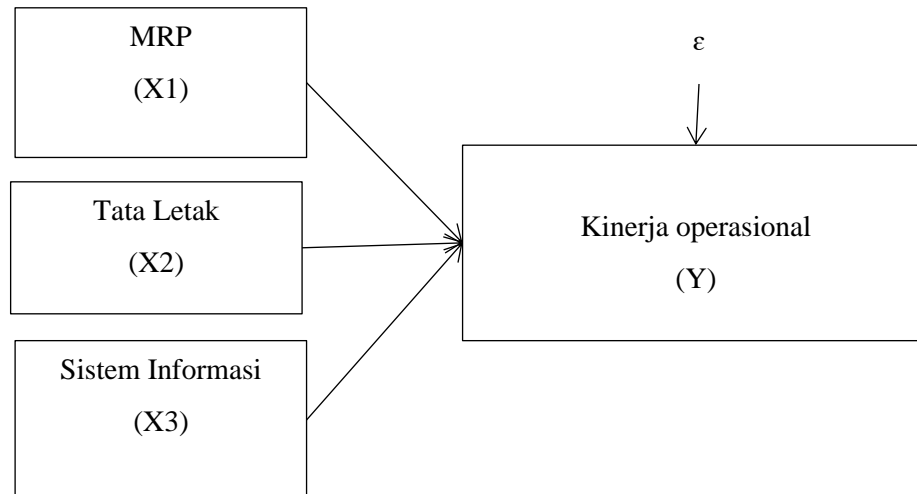 MRP
(X1)
ε
Tata Letak
(X2)
Kinerja operasional
(Y)
Sistem Informasi
(X3)